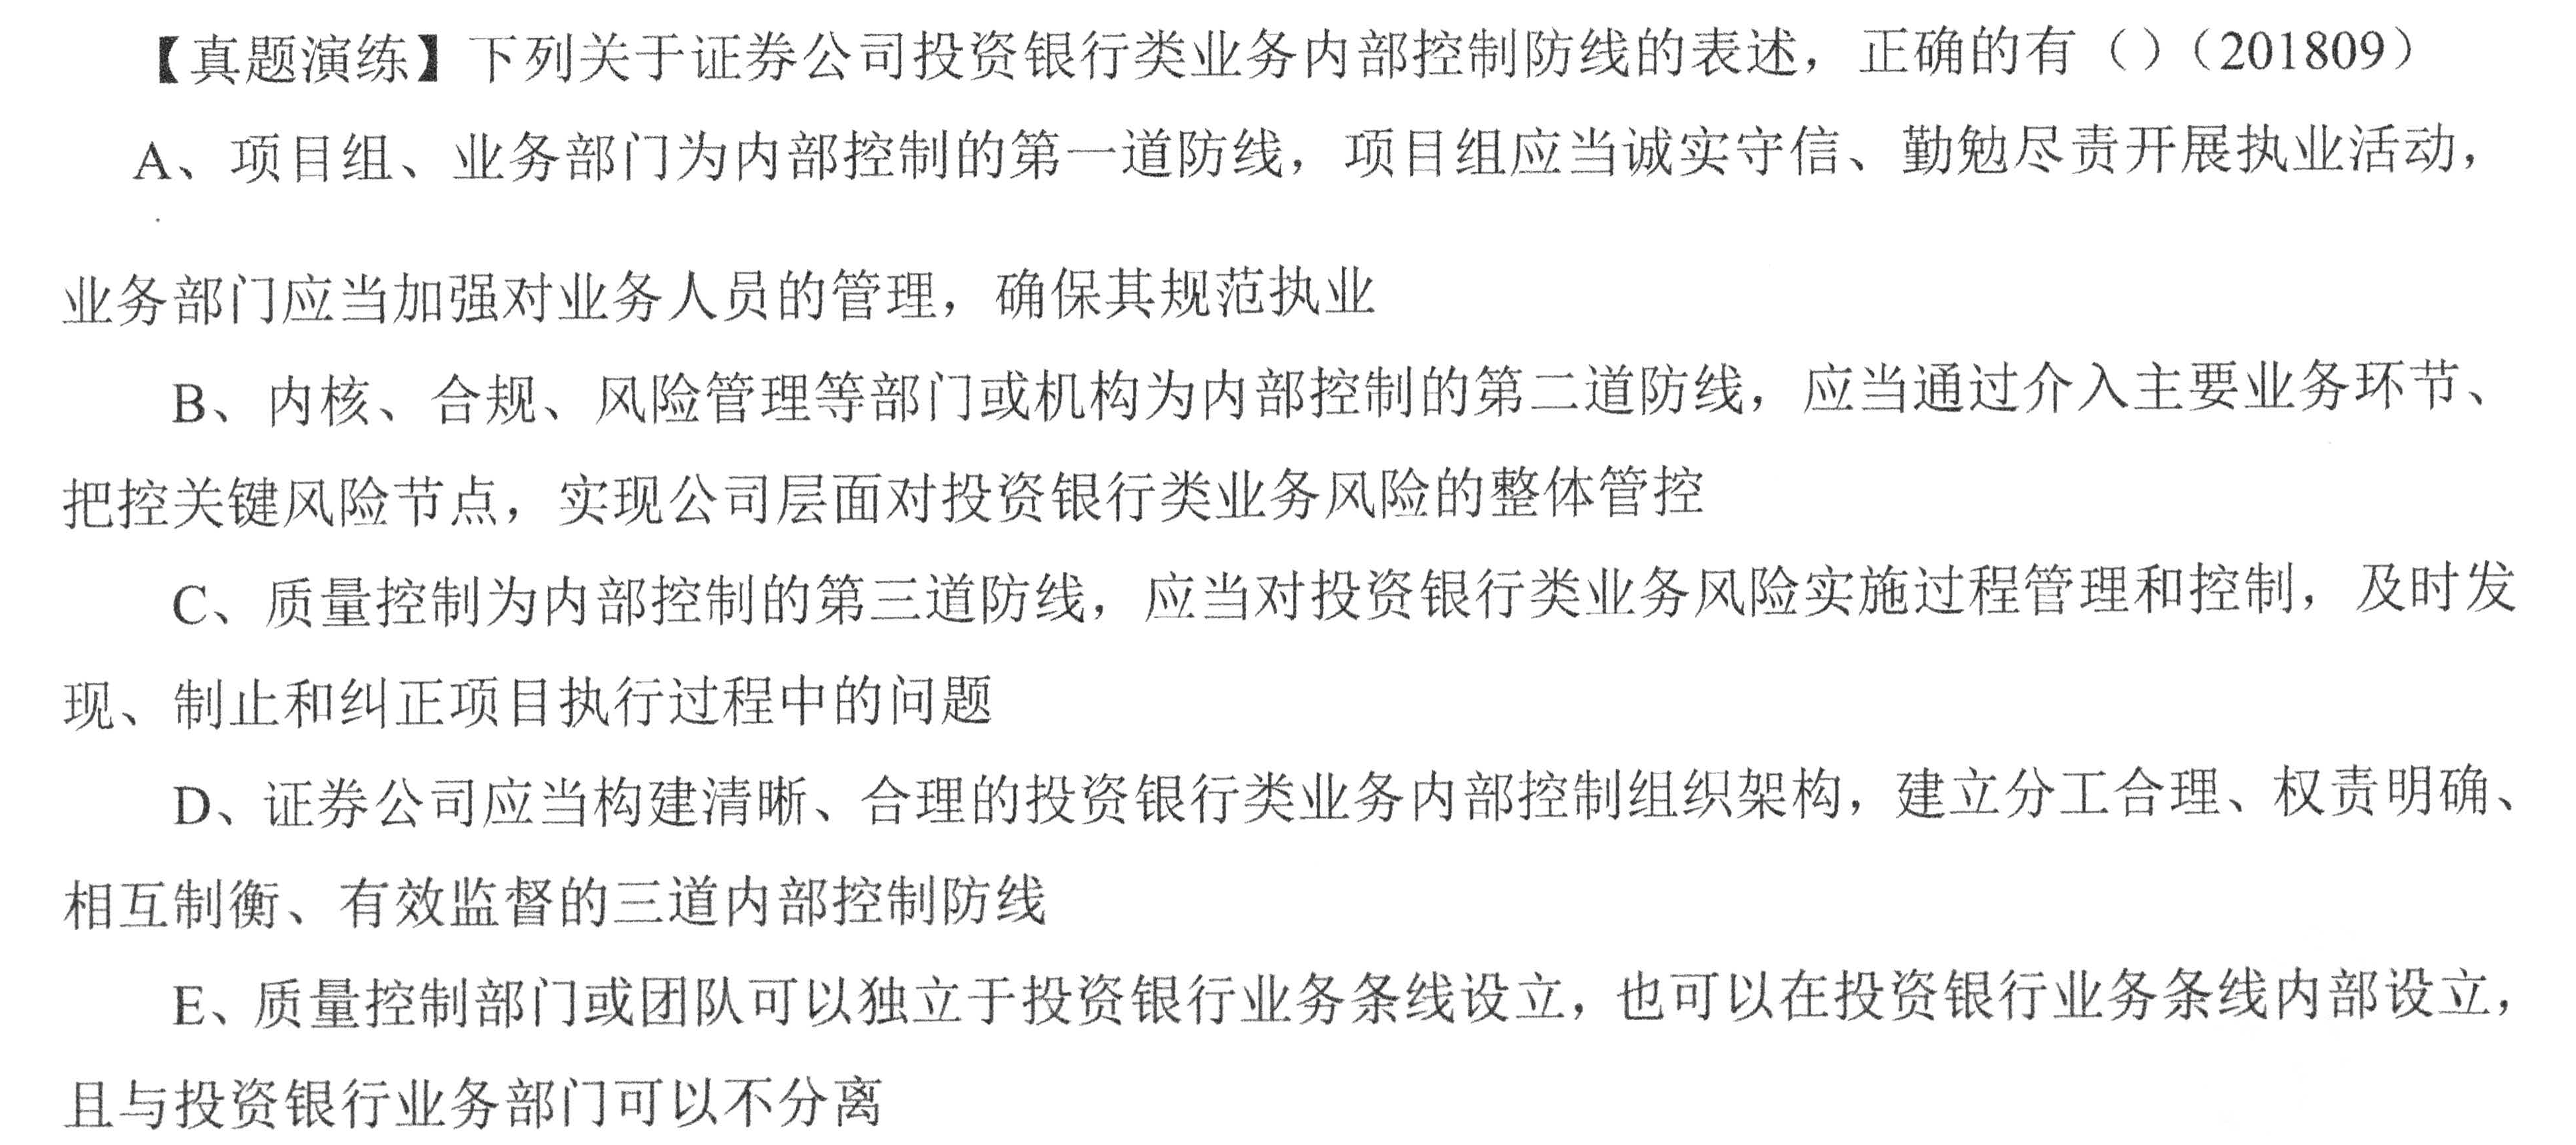 【真题演练】下列关于证券公司投资银行类业务内部控制防线的表述，正确的有（）（201809）
A、项目组、业务部门为内部控制的第一道防线，项目组应当诚实守信、勤勉尽责开展执业活动，
业务部门应当加强对业务人员的管理，确保其规范执业
B、内核、合规、风险管理等部门或机构为内部控制的第二道防线，应当通过介入主要业务环节、
把控关键风险节点，实现公司层面对投资银行类业务风险的整体管控
C、质量控制为内部控制的第三道防线，应当对投资银行类业务风险实施过程管理和控制，及时发
现、制止和纠正项目执行过程中的问题
D、证券公司应当构建清晰、合理的投资银行类业务内部控制组织架构，建立分工合理、权责明确、
相互制衡、有效监督的三道内部控制防线
E、质量控制部门或团队可以独立于投资银行业务条线设立，也可以在投资银行业务条线内部设立，
且与投资银行业务部门可以不分离